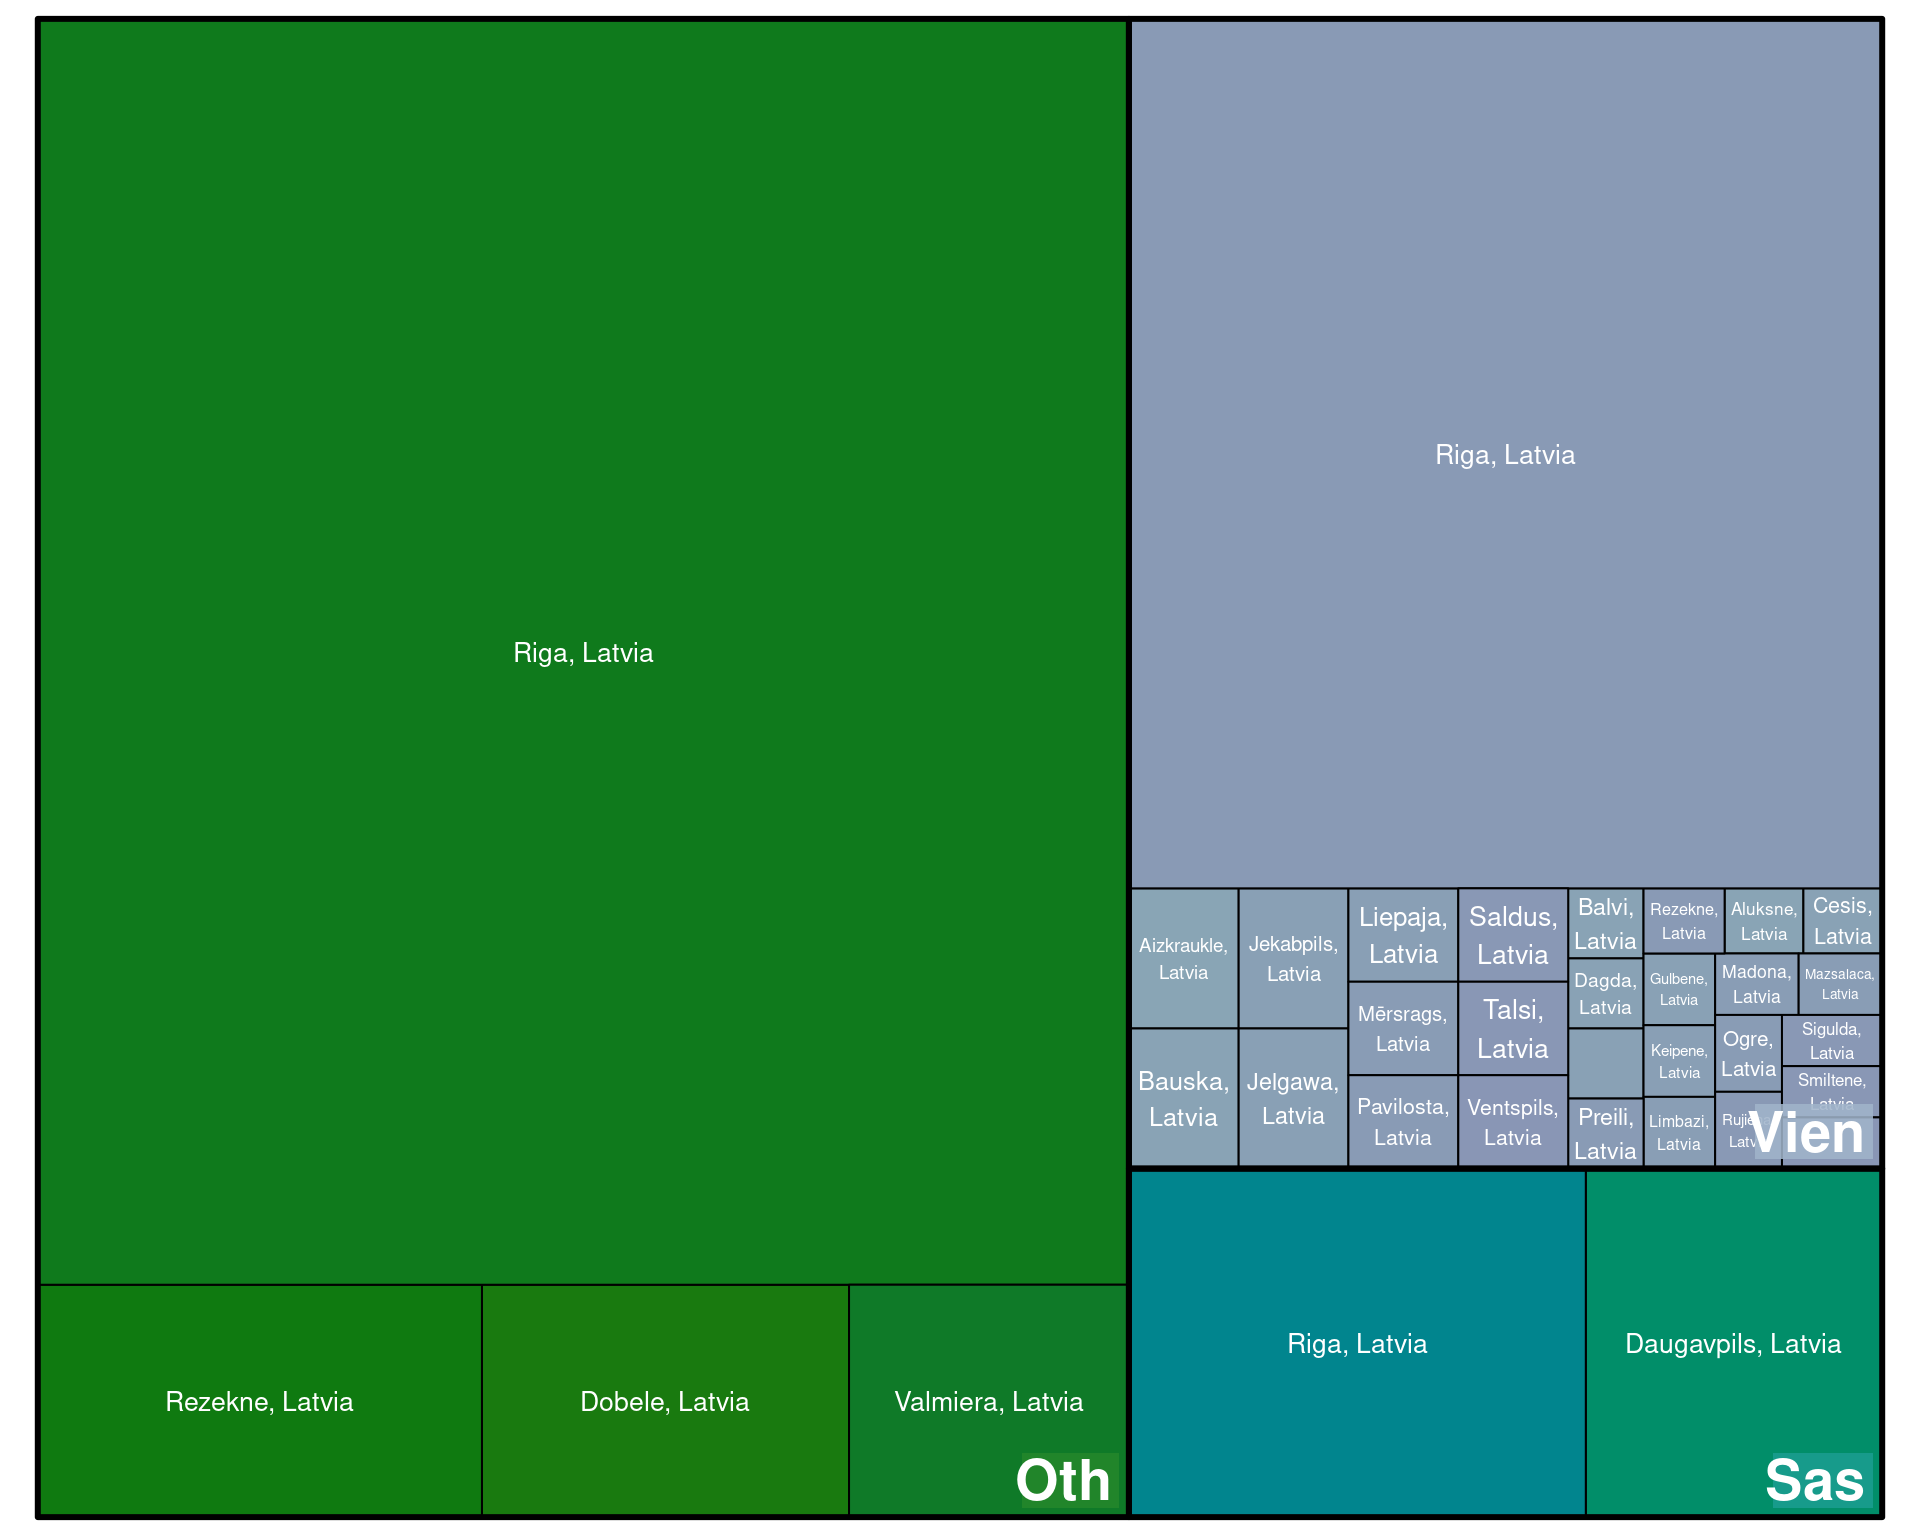 Riga, Latvia
Rezekne, Latvia
Dobele, Latvia
Valmiera, Latvia
Oth
Riga, Latvia
Aizkraukle,
Latvia
Bauska,
Latvia
Jekabpils,
Latvia
Jelgawa,
Latvia
Liepaja,
Latvia
Mērsrags,
Latvia
Pavilosta,
Latvia
Saldus,
Latvia
Talsi,
Latvia
Ventspils,
Latvia
Balvi,
Latvia
Dagda,
Latvia
Preili,
Latvia
Rezekne,
Latvia
Aluksne,
Latvia
Cesis,
Latvia
Gulbene,
Latvia
Keipene,
Latvia
Limbazi,
Latvia
Madona,
Latvia
Mazsalaca,
Latvia
Ogre,
Latvia
Sigulda,
Latvia
Smiltene,
Latvia
Vien
Riga, Latvia
Daugavpils, Latvia
Sas